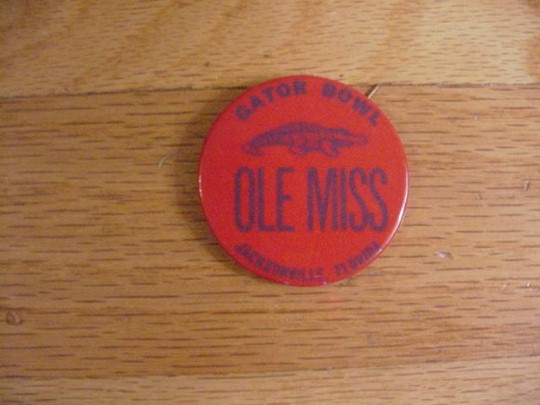 GATOR BOWL
OLE MISS
JACKSONVILLE, FLORIDA